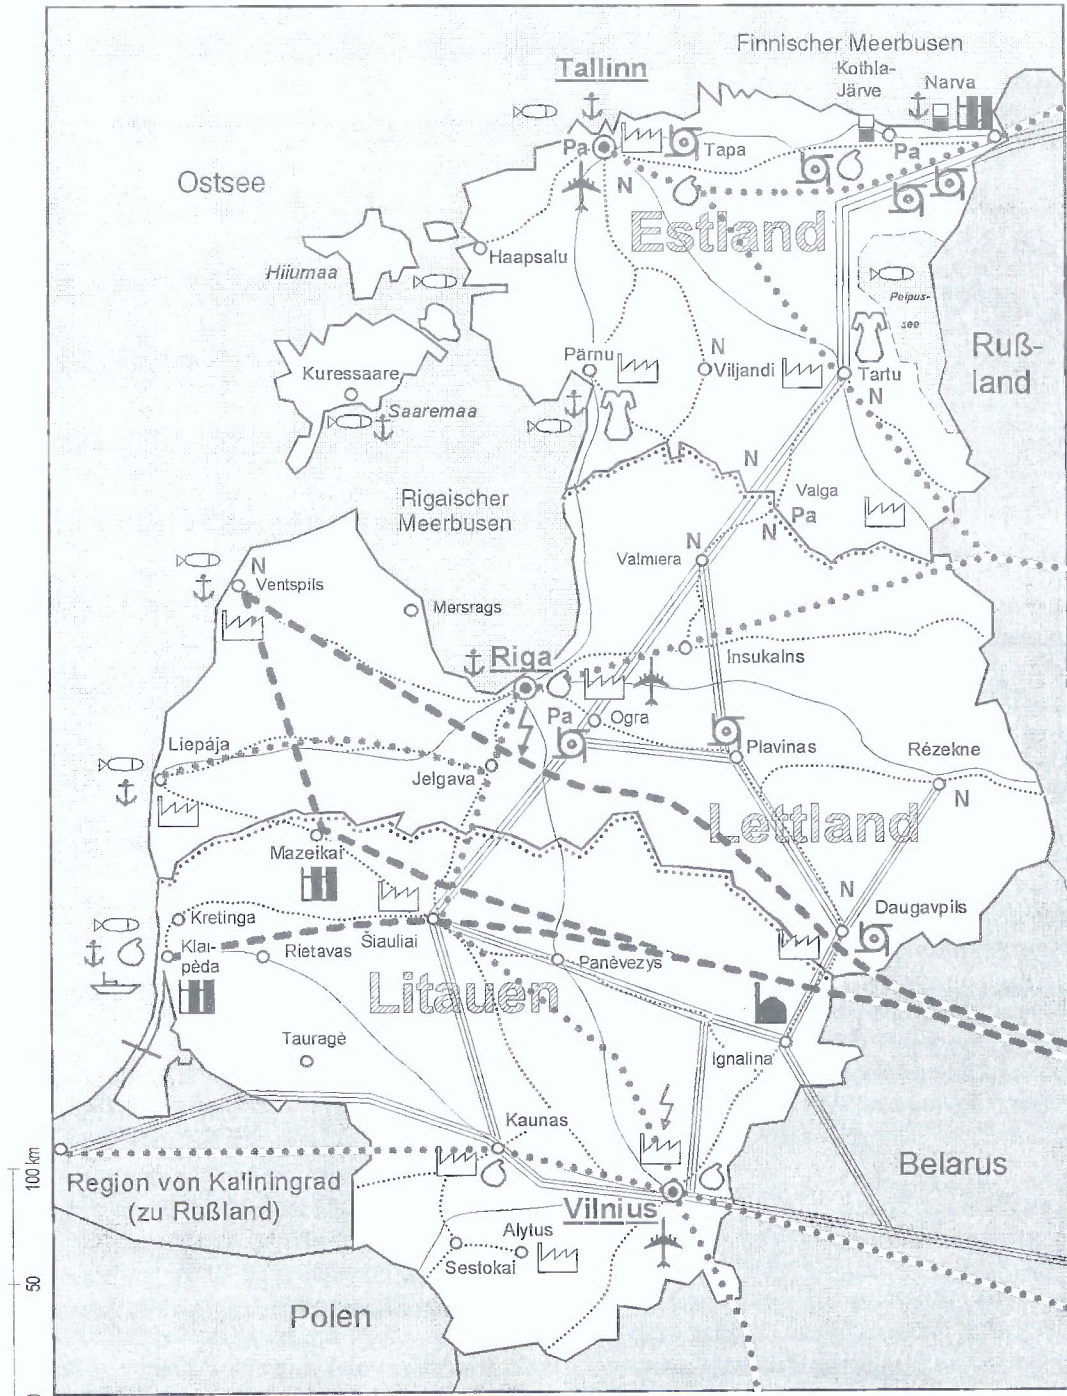 Finnischer Meerbusen
Tallinn
Kothla-
Järve
Narva
Pa
Tapa
Pa
Ostsee
N
Estland
Haapsalu
Hiiumaa
Peipus-
see
Ruß-
land
Pärnu
N
Viljandi
Tartu
Kuressaare
N
Saaremaa
N
Rigaischer
Meerbusen
Valga
Pa
N
N
Valmiera
N
Ventspils
Mersrags
Riga
Insukalns
Pa
Ogra
Liepája
Jelgava
Plavinas
Rézekne
N
Lettland
Mazeikai
N
Daugavpils
Kretinga
Klai-
pèda
Rietavas
Šiauliai
Panèvezys
Litauen
Tauragè
Ignalina
Kaunas
100 km
Region von Kaliningrad
(zu Rußland)
Belarus
Vilnius
Alytus
Sestokai
50
Polen
0